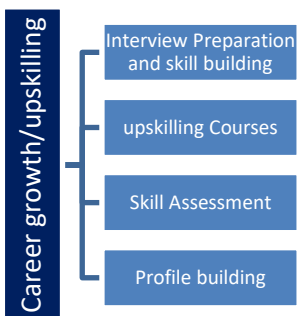 Career growth/upskilling
Interview Preparation
and skill building
upskilling Courses
Skill Assessment
Profile building